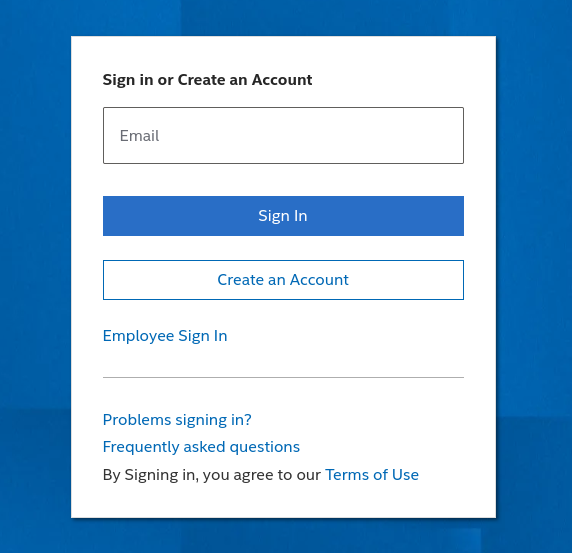 Sign in or Create an Account
Email
Sign In
Create an Account
Employee Sign In
Problems signing in?
Frequently asked questions
By Signing in, you agree to our Terms of Use